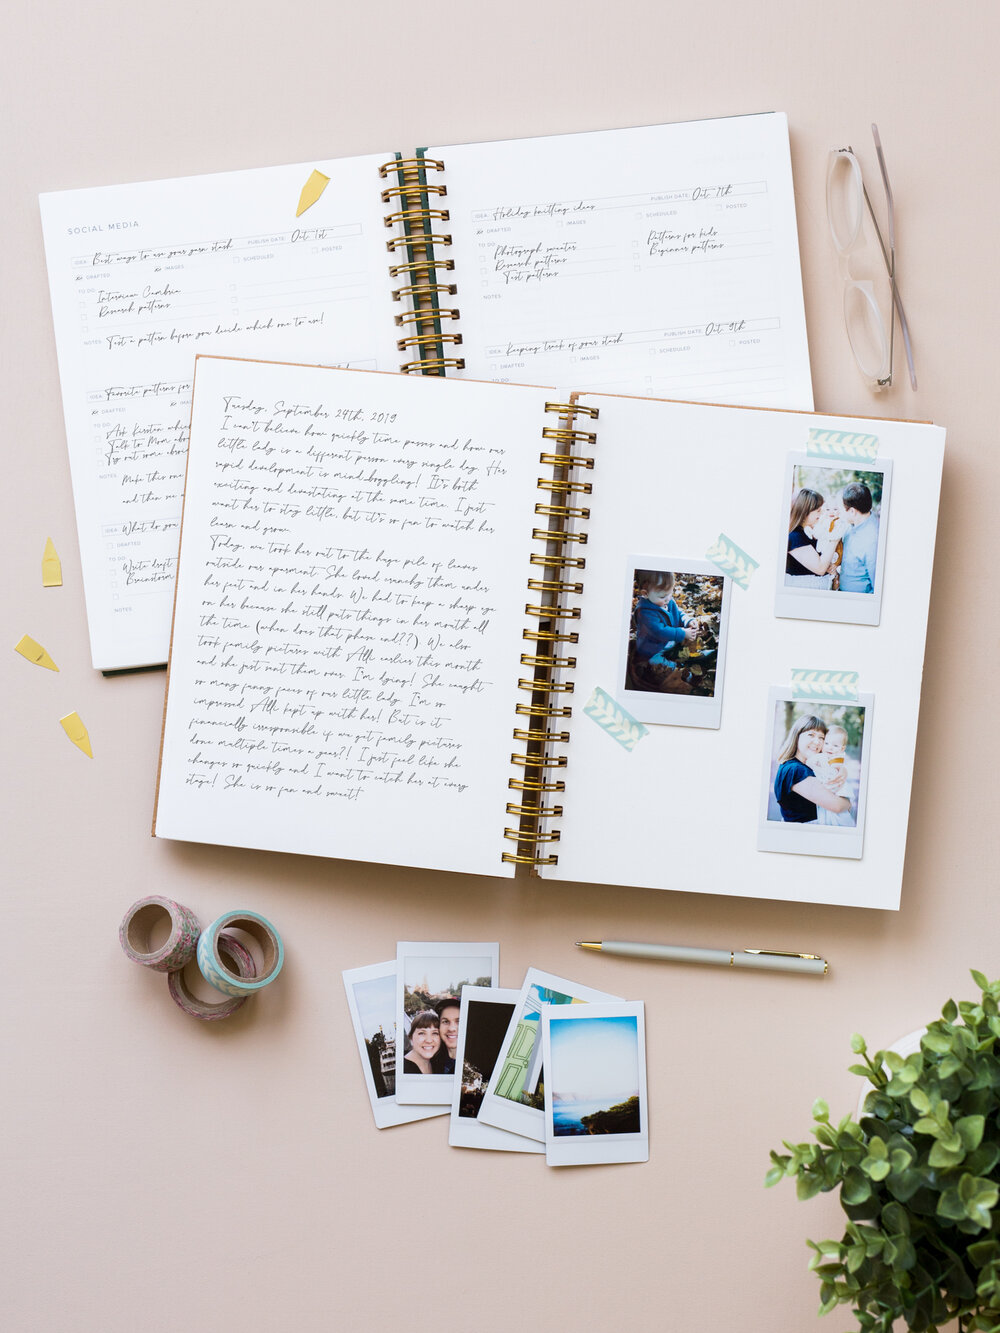 SOCIAL MEDIA
IDEA: Best ways to use your yarn stash PUBLISH DATE: Oct 1st
x DRAFTED x IMAGES SCHEDULED POSTED
TO DO:
Interview Cambria
Research patterns
NOTES: Test a pattern before you decide which one to use!
IDEA: Favorite patterns for
x DRAFTED x IMAGES
TO DO:
Ask Kirsten which
Talk to Mom abo
Try out some
NOTES:
Make this one
and then see
IDEA: What do you
DRAFTED
TO DO:
Write draft
Brainstorm
NOTES:
IDEA: Holiday knitting ideas PUBLISH DATE: Oct. 7th
x DRAFTED IMAGES SCHEDULED POSTED
TO DO:
Photograph sweater Patterns for kids
Research patterns Beginner patterns
Test patterns
NOTES:
IDEA: Keeping track of your stash PUBLISH DATE: Oct. 9th
DRAFTED IMAGES SCHEDULED POSTED
TO DO:
Tuesday, September 24th, 2019
I can't believe how quickly time passes and how our
little lady is a different person every single day. Her
rapid development is mind-boggling! It's both
exciting and devastating at the same time. I just
want her to stay little, but it's so fun to watch her
learn and grow.
Today, we took her out to the huge pile of leaves
outside our aparment. She loved crunchy them under
her feet and in her hands. We had to keep a sharp eye
on her because she still puts things in her mouth all
the time (when does that phase end??) We also
took family pictures with Alli earlier this month
and she just sent them over. I'm dying! She caught
so many funny faces of our little lady. I'm so
impressed Alli kept up with her! But is it
financially irresponsible if we get family pictures
done multiple times a year?! I just feel like she
changes so quickly and I want to catch her at every
stage! She is so fun and sweet!